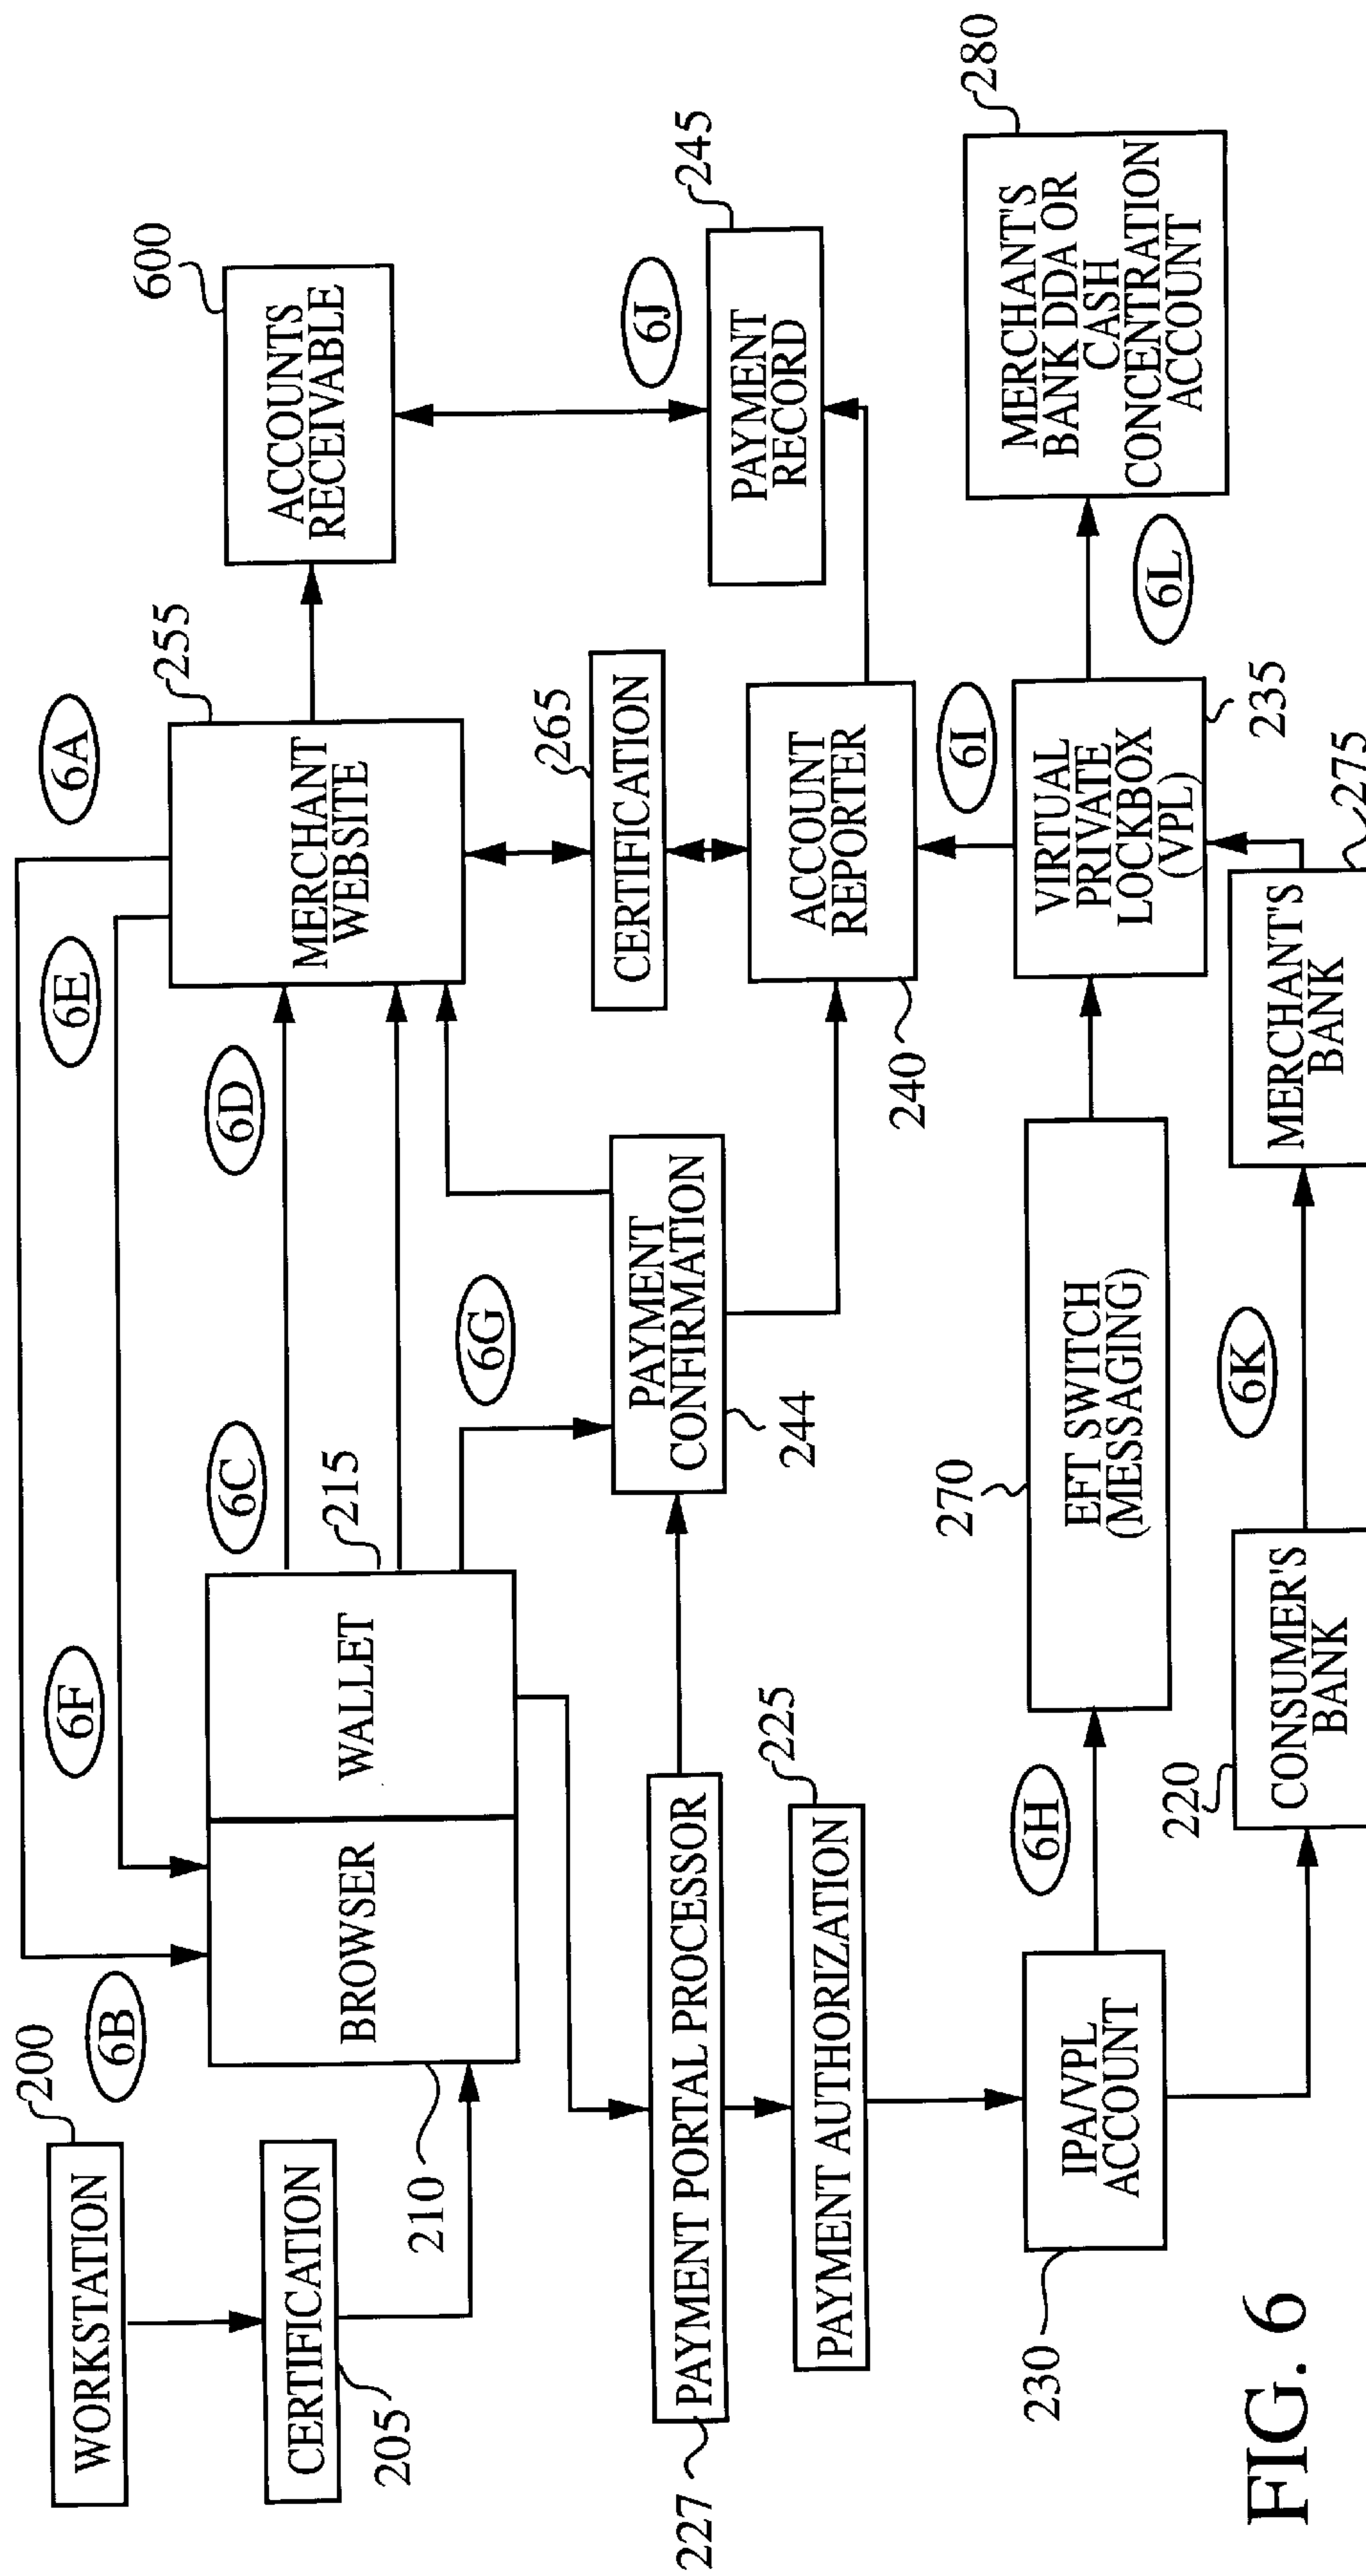 200
WORKSTATION
6B
6F
6E
6A
CERTIFICATION
205
210
BROWSER
WALLET
215
6C
6D
MERCHANT
WEBSITE
255
ACCOUNTS
RECEIVABLE
600
6G
227
PAYMENT PORTAL PROCESSOR
PAYMENT
CONFIRMATION
244
CERTIFICATION
265
6J
PAYMENT
RECORD
245
PAYMENT AUTHORIZATION
225
ACCOUNT
REPORTER
240
230
IPA/VPL
ACCOUNT
6H
270
EFT SWITCH
(MESSAGING)
6I
VIRTUAL
PRIVATE
LOCKBOX
(VPL)
235
6L
MERCHANT'S
BANK DDA OR
CASH
CONCENTRATION
ACCOUNT
280
220
CONSUMER'S
BANK
6K
MERCHANT'S
BANK
275
FIG. 6